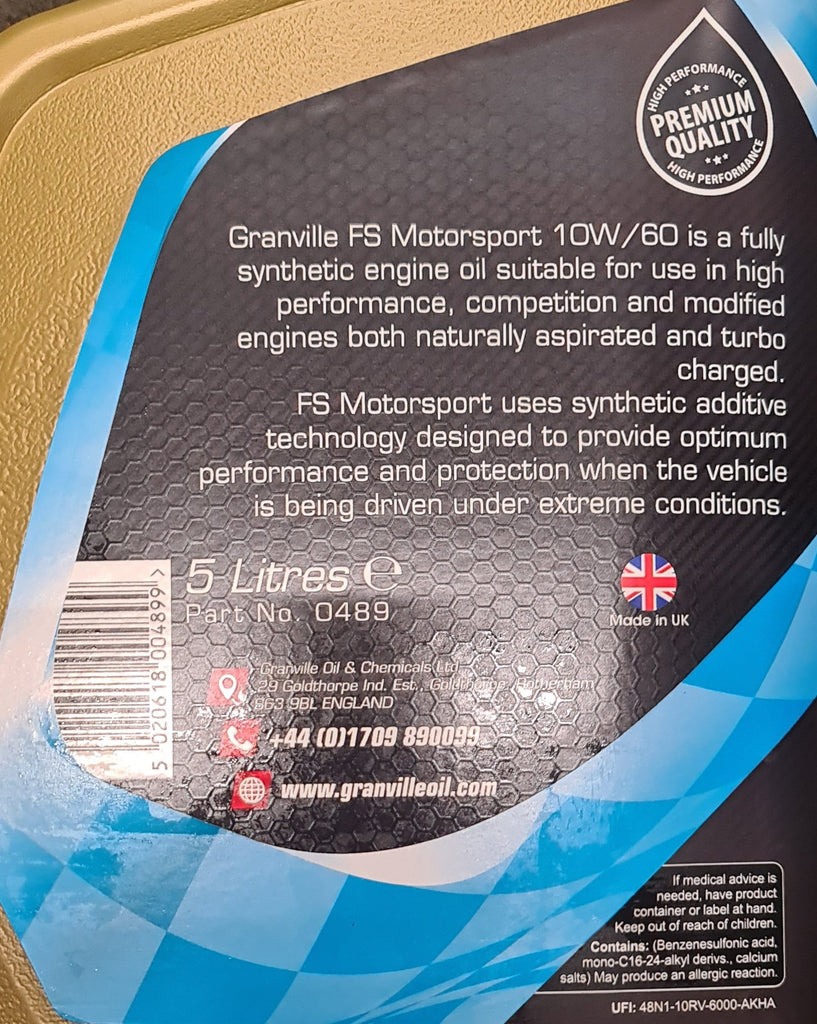 HIGH PERFORMANCE
PREMIUM
QUALITY
HIGH PERFORMANCE
Granville FS Motorsport 10W/60 is a fully
synthetic engine oil suitable for use in high
performance, competition and modified
engines both naturally aspirated and turbo
charged.
FS Motorsport uses synthetic additive
technology designed to provide optimum
performance and protection when the vehicle
is being driven under extreme conditions.
5 Litres ℮
Part No. 0489
Made in UK
5 020618 004899 >
Granville Oil & Chemicals Ltd
29 Goldthorpe Ind. Est., Goldthorpe, Rotherham
S63 9BL ENGLAND
+44 (0)1709 890099
www.granvilleoil.com
If medical advice is
needed, have product
container or label at hand.
Keep out of reach of children.
Contains: (Benzenesulfonic acid,
mono-C16-24-alkyl derivs., calcium
salts) May produce an allergic reaction.
UFI: 48N1-10RV-6000-AKHA